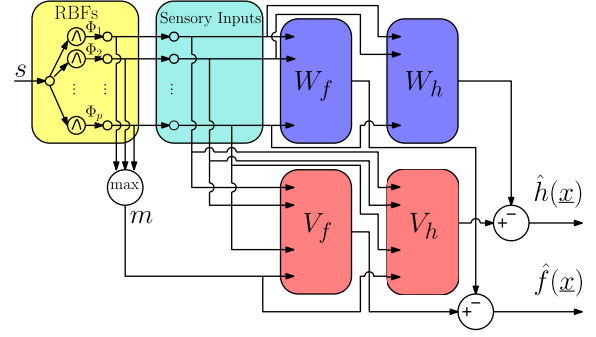 RBFs
Sensory Inputs
s
Φ₁
Φ₂
⋮ ⋮ ⋮
Φₚ
W_f
W_h
max
m
V_f
V_h
+ −
ĥ(x̲)
+ −
f̂(x̲)